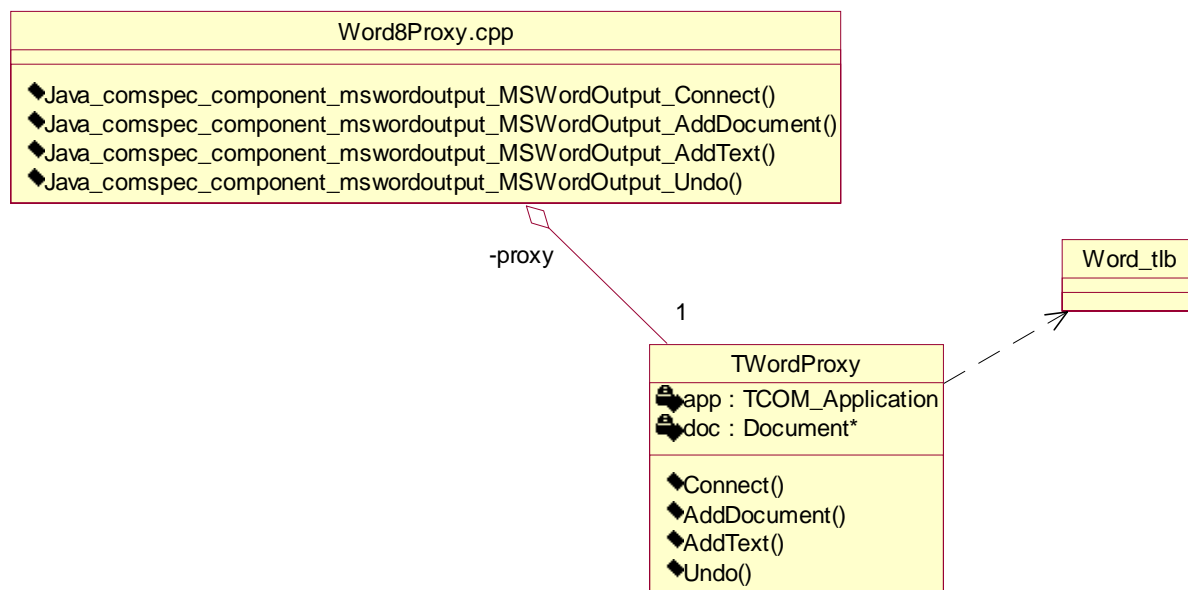 Word8Proxy.cpp
Java_comspec_component_mswordoutput_MSWordOutput_Connect()
Java_comspec_component_mswordoutput_MSWordOutput_AddDocument()
Java_comspec_component_mswordoutput_MSWordOutput_AddText()
Java_comspec_component_mswordoutput_MSWordOutput_Undo()
-proxy
Word_tlb
1
TWordProxy
app : TCOM_Application
doc : Document*
Connect()
AddDocument()
AddText()
Undo()